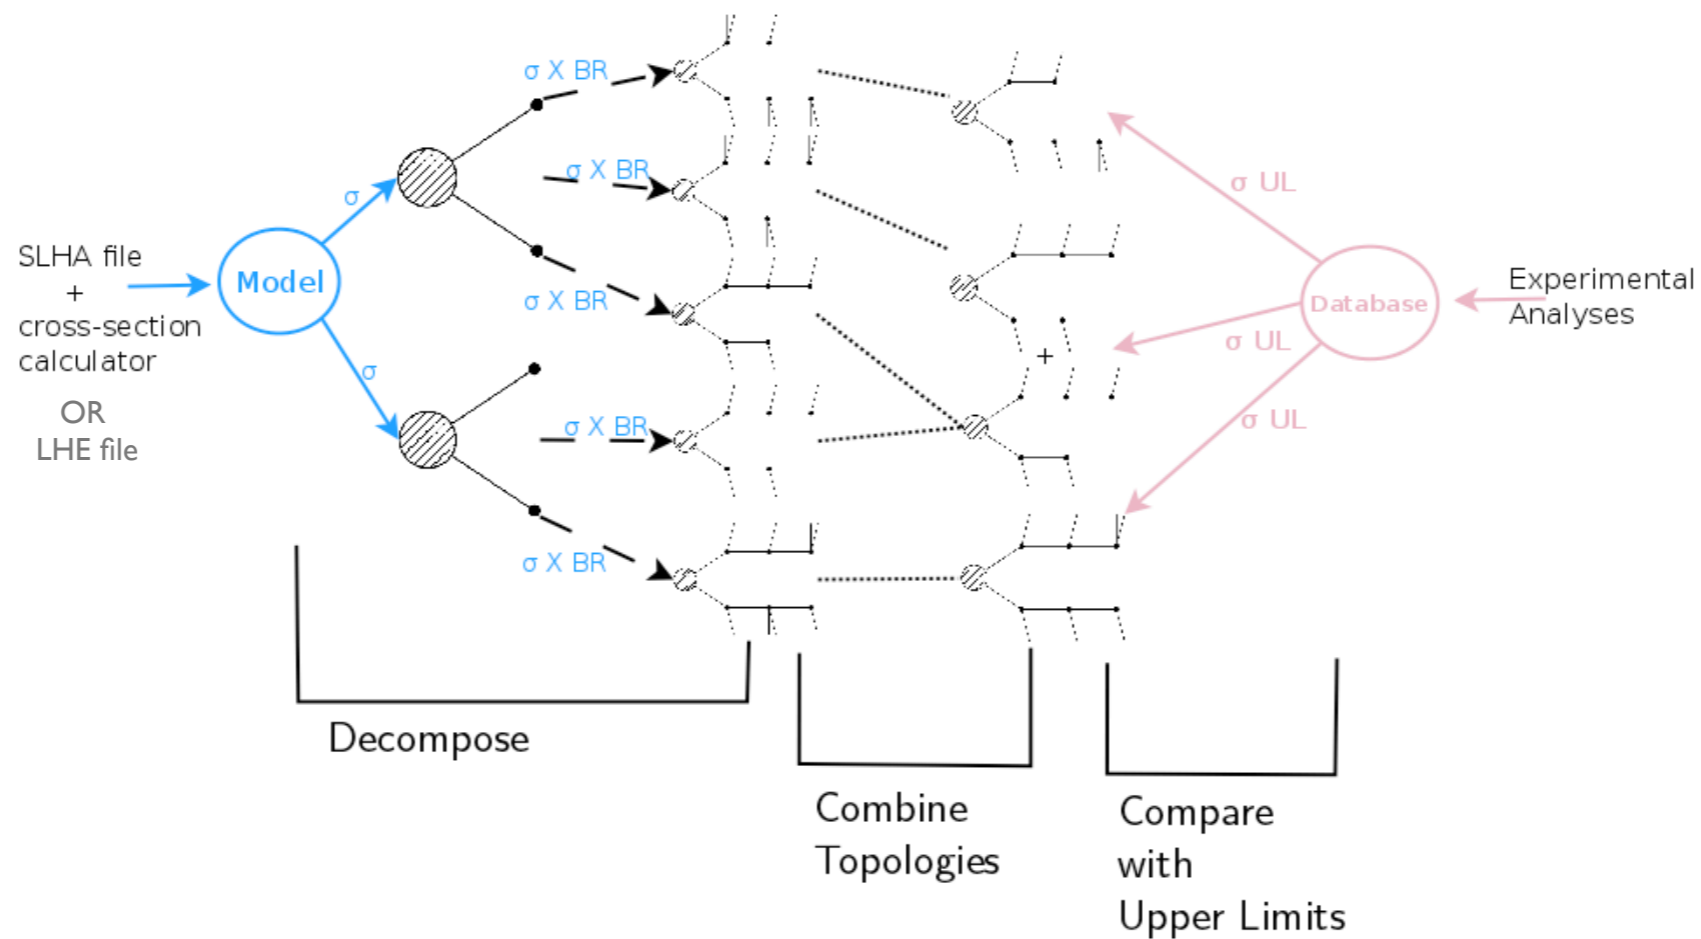 SLHA file
+
cross-section
calculator
OR
LHE file
Model
σ
σ
σ X BR
σ X BR
σ X BR
σ X BR
σ X BR
+
σ UL
σ UL
σ UL
Database
Experimental
Analyses
Decompose
Combine
Topologies
Compare
with
Upper Limits